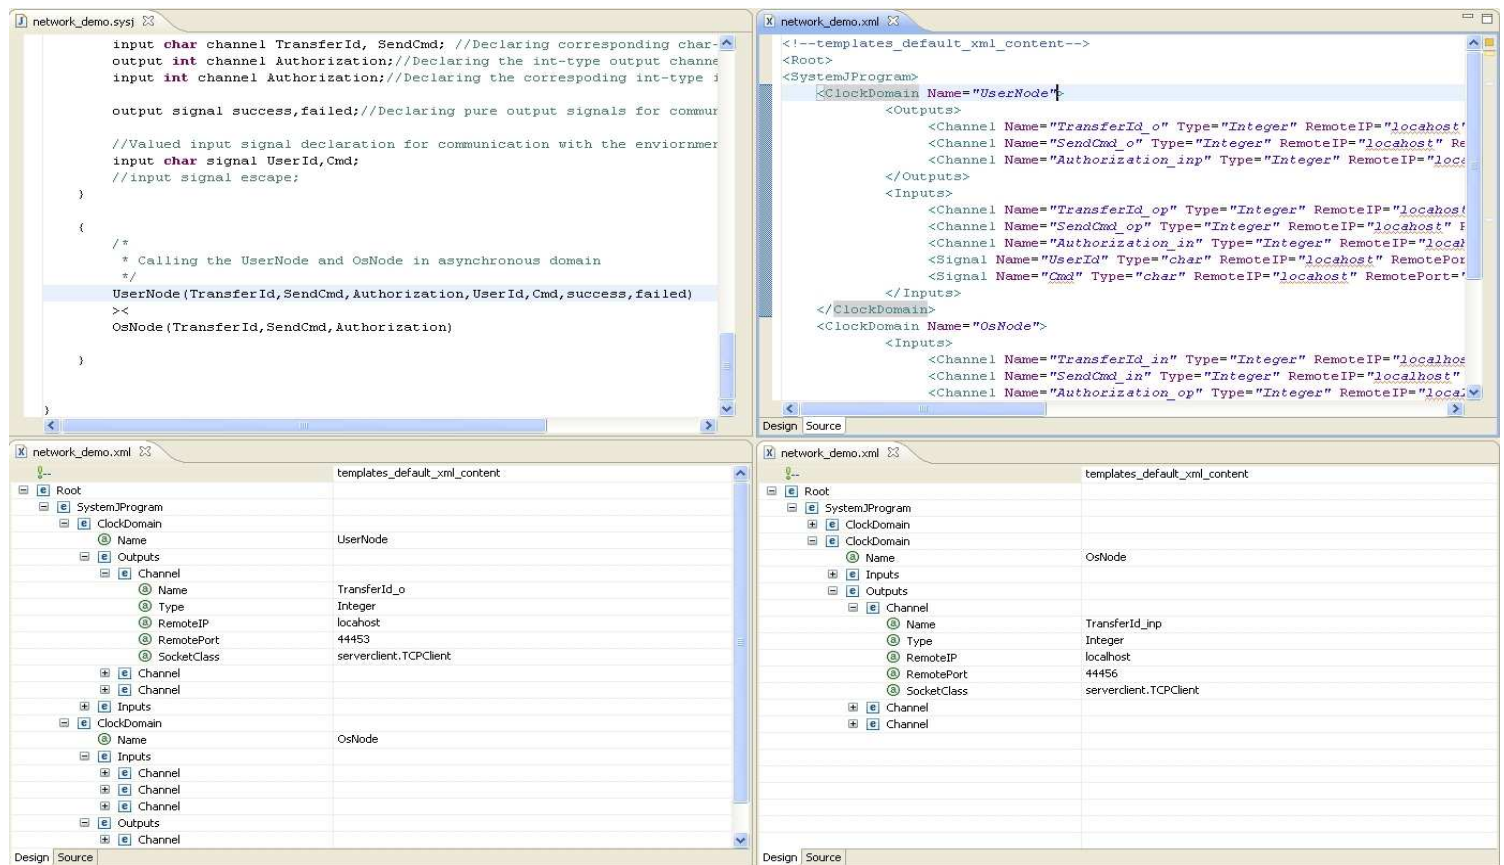 network_demo.sysj
input char channel TransferId, SendCmd; //Declaring corresponding char-
output int channel Authorization;//Declaring the int-type output channe
input int channel Authorization;//Declaring the correspoding int-type i
output signal success,failed;//Declaring pure output signals for commun
//Valued input signal declaration for communication with the enviornmer
input char signal UserId,Cmd;
//input signal escape;
}
{
/*
* Calling the UserNode and OsNode in asynchronous domain
*/
UserNode(TransferId,SendCmd,Authorization,UserId,Cmd,success,failed)
><
OsNode(TransferId,SendCmd,Authorization)
}
}
network_demo.xml
<!--templates_default_xml_content-->
<Root>
<SystemJProgram>
<ClockDomain Name="UserNode">
<Outputs>
<Channel Name="TransferId_o" Type="Integer" RemoteIP="locahost"
<Channel Name="SendCmd_o" Type="Integer" RemoteIP="locahost" Re
<Channel Name="Authorization_inp" Type="Integer" RemoteIP="loca
</Outputs>
<Inputs>
<Channel Name="TransferId_op" Type="Integer" RemoteIP="locahost
<Channel Name="SendCmd_op" Type="Integer" RemoteIP="locahost" R
<Channel Name="Authorization_in" Type="Integer" RemoteIP="locah
<Signal Name="UserId" Type="char" RemoteIP="locahost" RemotePor
<Signal Name="Cmd" Type="char" RemoteIP="locahost" RemotePort="
</Inputs>
</ClockDomain>
<ClockDomain Name="OsNode">
<Inputs>
<Channel Name="TransferId_in" Type="Integer" RemoteIP="localhos
<Channel Name="SendCmd_in" Type="Integer" RemoteIP="localhost"
<Channel Name="Authorization_op" Type="Integer" RemoteIP="local
Design Source
network_demo.xml
templates_default_xml_content
Root
SystemJProgram
ClockDomain
Name UserNode
Outputs
Channel
Name TransferId_o
Type Integer
RemoteIP locahost
RemotePort 44453
SocketClass serverclient.TCPClient
Channel
Channel
Inputs
ClockDomain
Name OsNode
Inputs
Channel
Channel
Channel
Outputs
Channel
Design Source
network_demo.xml
templates_default_xml_content
Root
SystemJProgram
ClockDomain
ClockDomain
Name OsNode
Inputs
Outputs
Channel
Name TransferId_inp
Type Integer
RemoteIP localhost
RemotePort 44456
SocketClass serverclient.TCPClient
Channel
Channel
Design Source